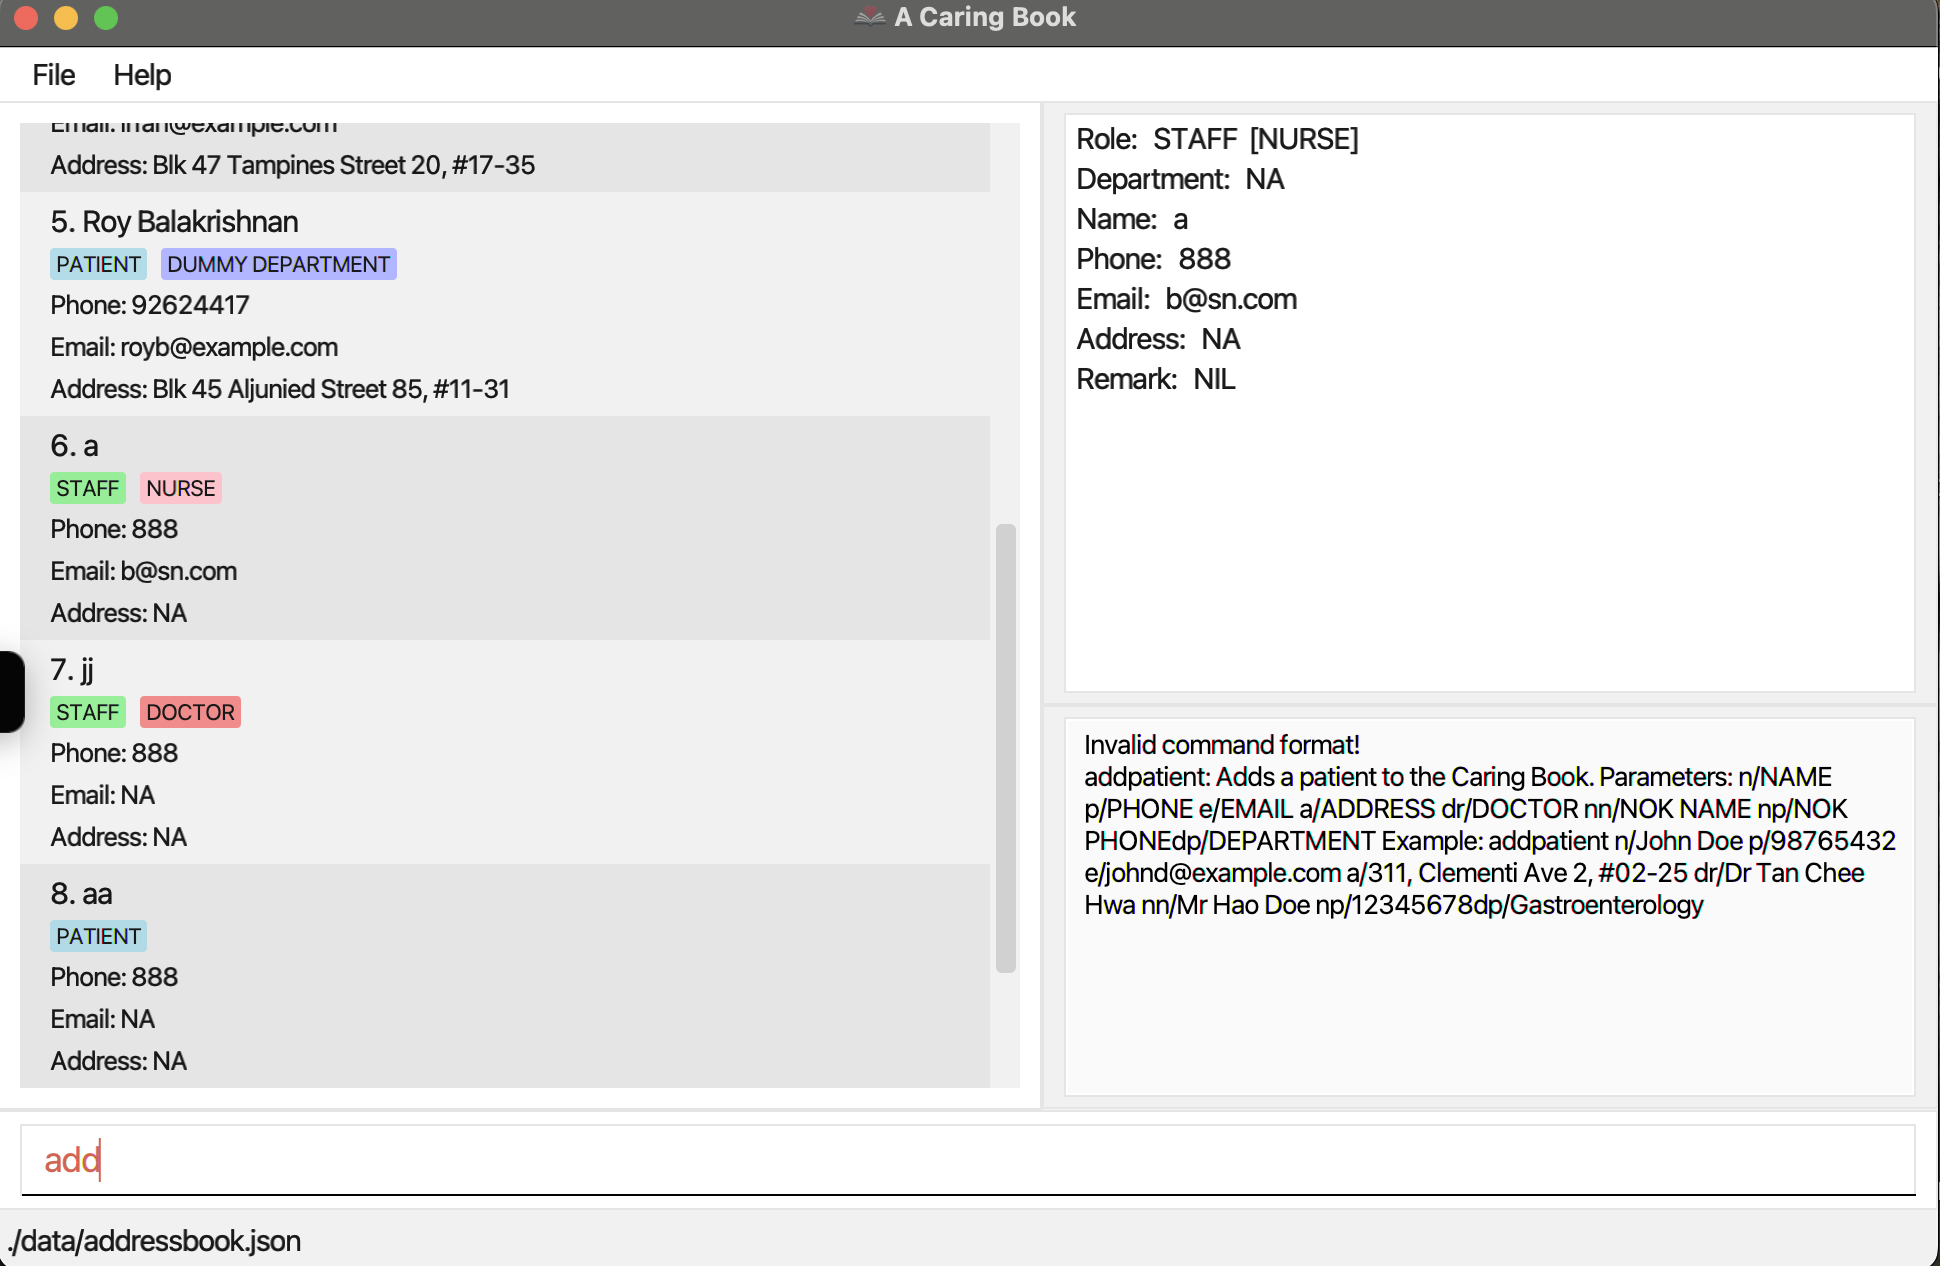 A Caring Book
File Help
Email: irfan@example.com
Address: Blk 47 Tampines Street 20, #17-35
5. Roy Balakrishnan
PATIENT DUMMY DEPARTMENT
Phone: 92624417
Email: royb@example.com
Address: Blk 45 Aljunied Street 85, #11-31
6. a
STAFF NURSE
Phone: 888
Email: b@sn.com
Address: NA
7. jj
STAFF DOCTOR
Phone: 888
Email: NA
Address: NA
8. aa
PATIENT
Phone: 888
Email: NA
Address: NA
Role: STAFF [NURSE]
Department: NA
Name: a
Phone: 888
Email: b@sn.com
Address: NA
Remark: NIL
Invalid command format!
addpatient: Adds a patient to the Caring Book. Parameters: n/NAME
p/PHONE e/EMAIL a/ADDRESS dr/DOCTOR nn/NOK NAME np/NOK
PHONEdp/DEPARTMENT Example: addpatient n/John Doe p/98765432
e/johnd@example.com a/311, Clementi Ave 2, #02-25 dr/Dr Tan Chee
Hwa nn/Mr Hao Doe np/12345678dp/Gastroenterology
add
./data/addressbook.json